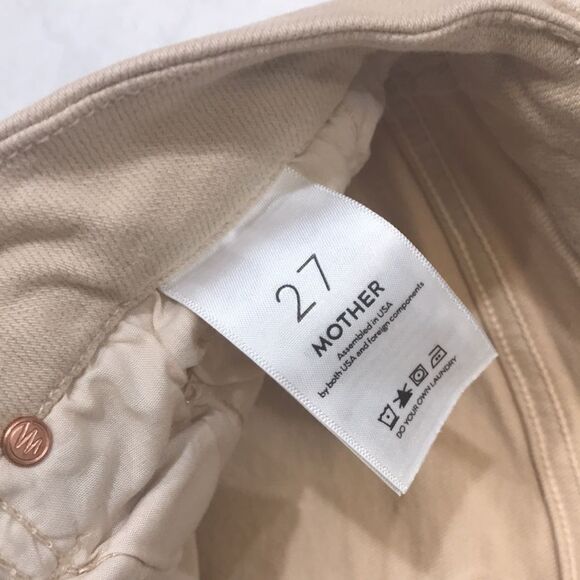 27
MOTHER
Assembled in USA
by both USA and foreign components
DO YOUR OWN LAUNDRY